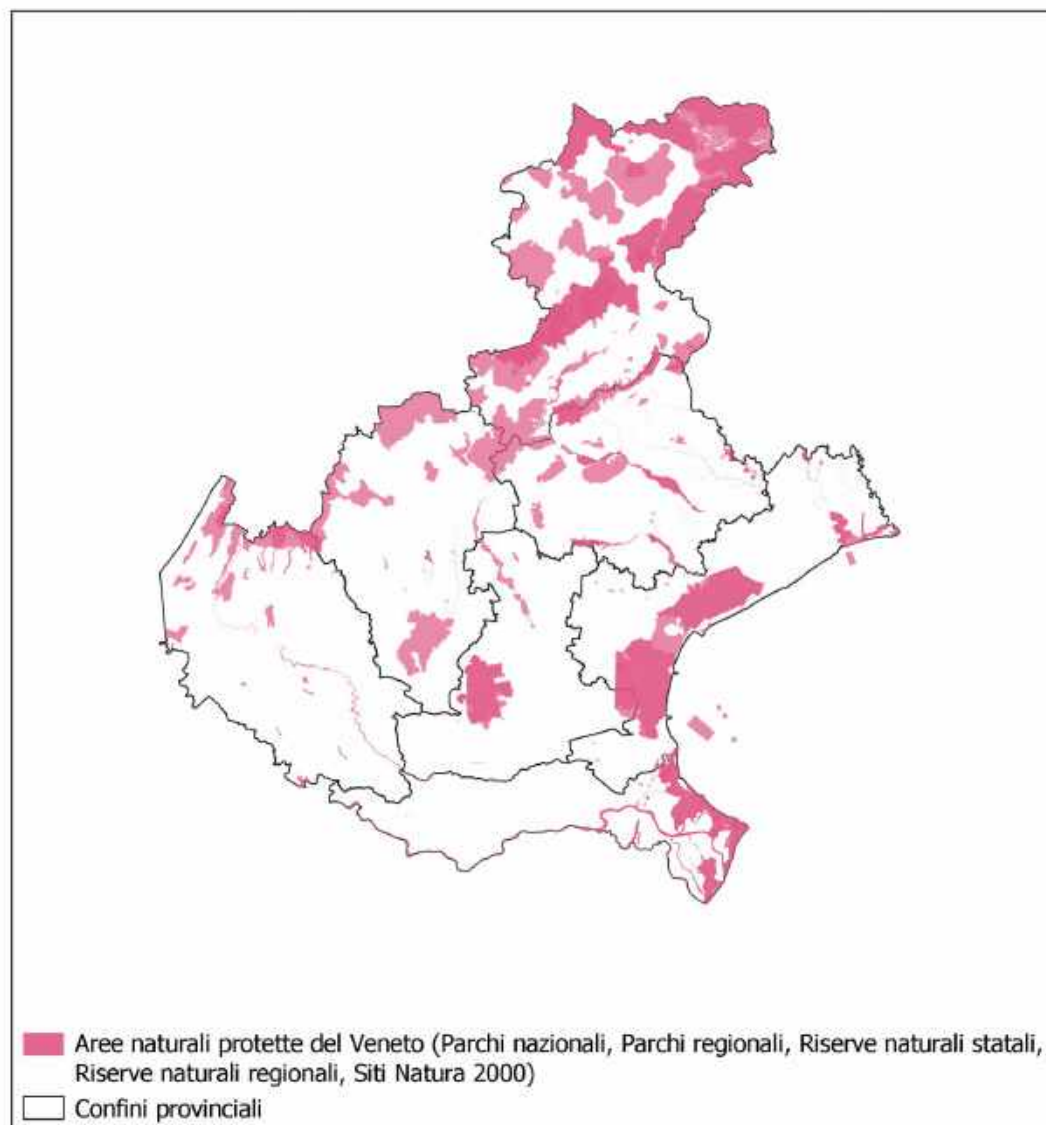 Aree naturali protette del Veneto (Parchi nazionali, Parchi regionali, Riserve naturali statali,
Riserve naturali regionali, Siti Natura 2000)
Confini provinciali